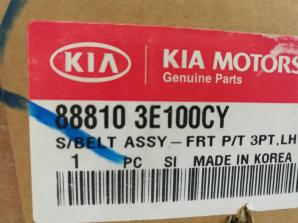 KIA KIA MOTORS
Genuine Parts
88810 3E100CY
S/BELT ASSY-FRT P/T 3PT,LH
1 PC SI MADE IN KOREA